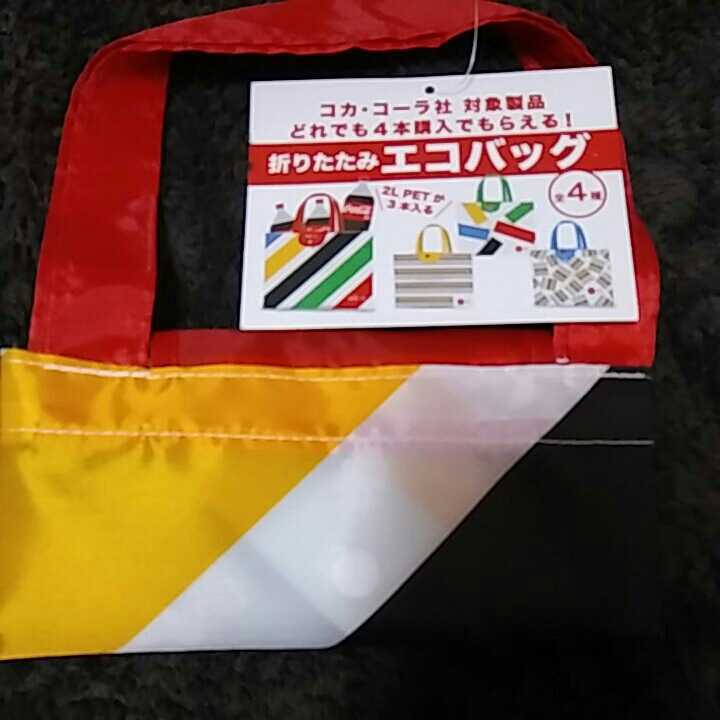 コカ・コーラ社 対象製品
どれでも4本購入でもらえる!
折りたたみエコバッグ
2L PETが
3本入る
全4種